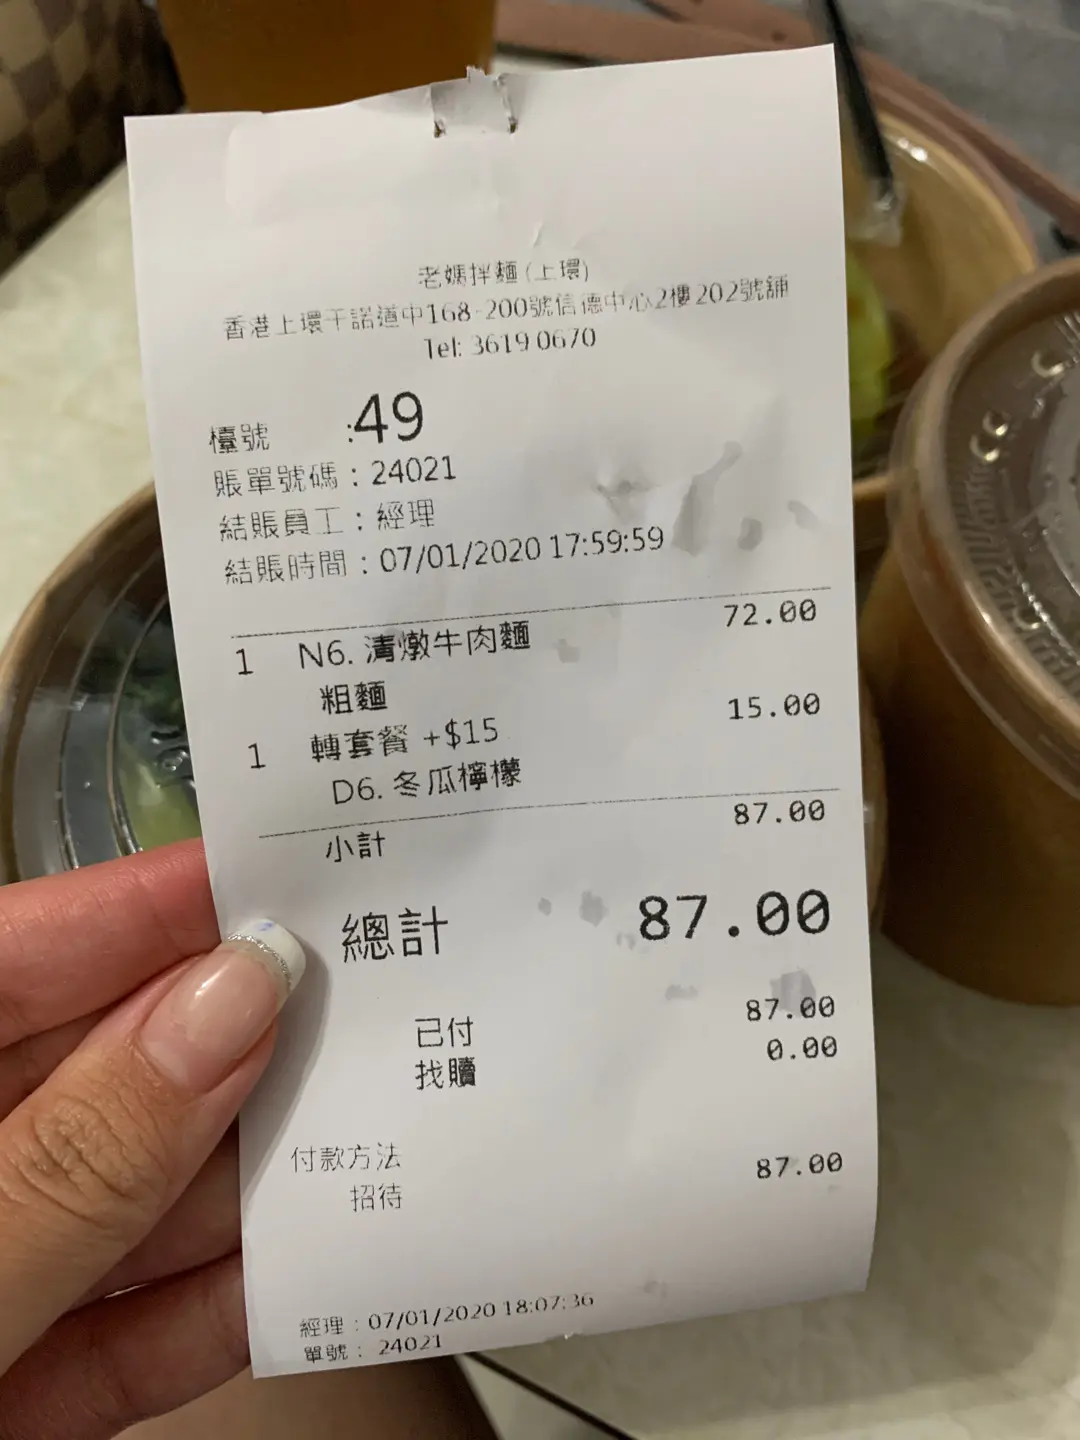 老媽拌麵(上環)
香港上環干諾道中168-200號信德中心2樓202號舖
Tel: 3619 0670
檯號 :49
賬單號碼：24021
結賬員工：經理
結賬時間：07/01/2020 17:59:59
1 N6. 清燉牛肉麵 72.00
粗麵
1 轉套餐 +$15 15.00
D6. 冬瓜檸檬
小計 87.00
總計 87.00
已付 87.00
找贖 0.00
付款方法
招待 87.00
經理：07/01/2020 18:07:36
單號： 24021